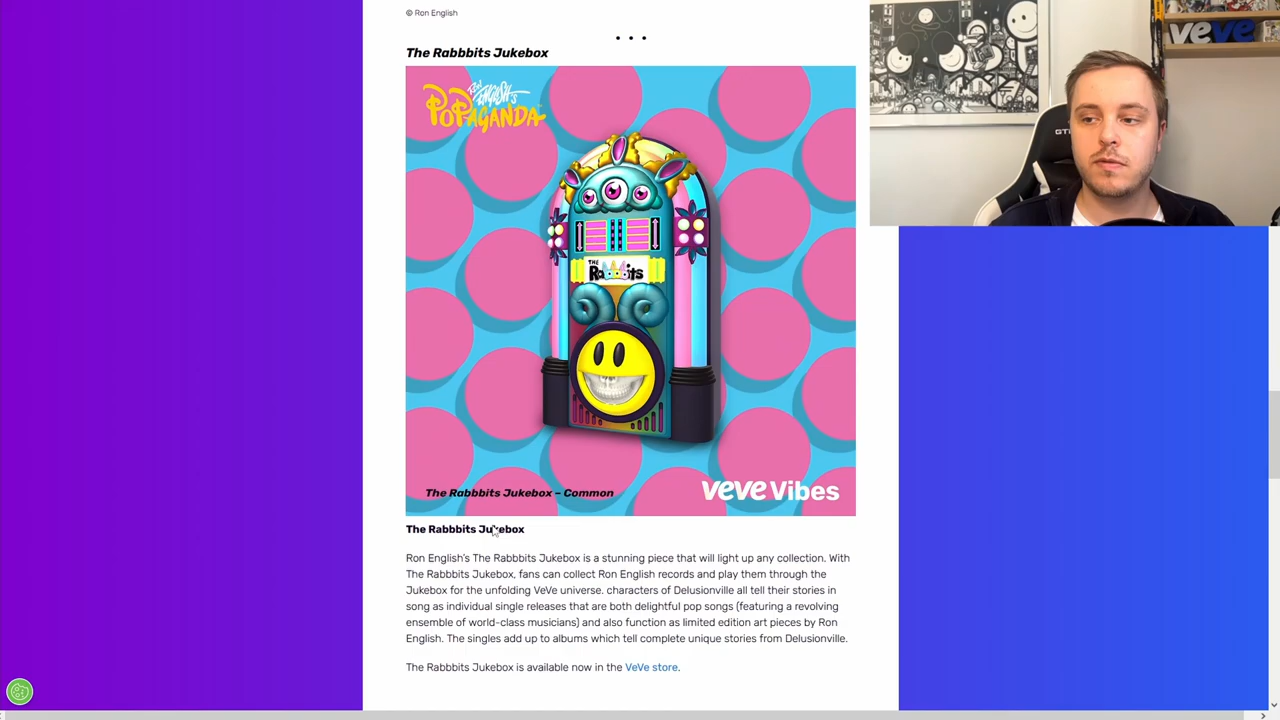 © Ron English
• • •
The Rabbbits Jukebox
Ron English's
POPAGANDA
THE
Rabbbits
The Rabbbits Jukebox – Common
veve Vibes
The Rabbbits Jukebox
Ron English's The Rabbbits Jukebox is a stunning piece that will light up any collection. With
The Rabbbits Jukebox, fans can collect Ron English records and play them through the
Jukebox for the unfolding VeVe universe. characters of Delusionville all tell their stories in
song as individual single releases that are both delightful pop songs (featuring a revolving
ensemble of world-class musicians) and also function as limited edition art pieces by Ron
English. The singles add up to albums which tell complete unique stories from Delusionville.
The Rabbbits Jukebox is available now in the VeVe store.
veve
GT